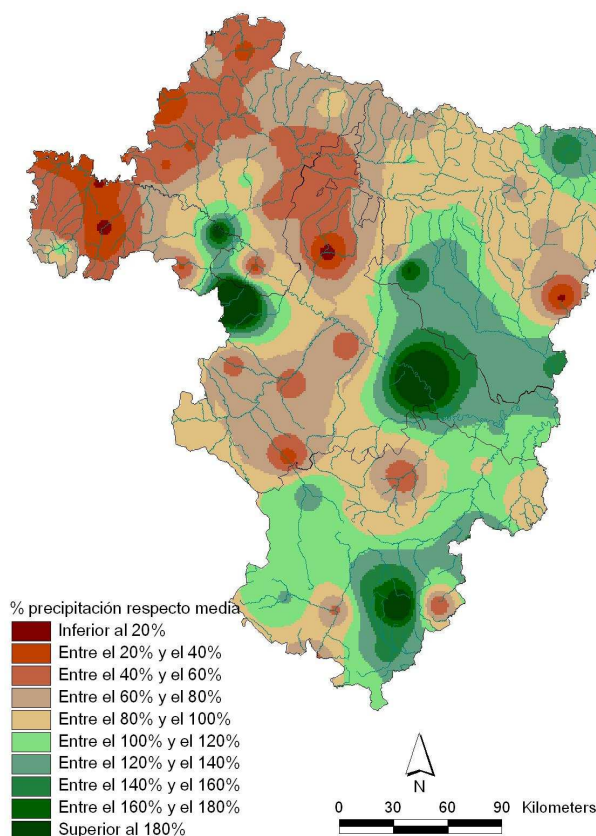 % precipitación respecto media
Inferior al 20%
Entre el 20% y el 40%
Entre el 40% y el 60%
Entre el 60% y el 80%
Entre el 80% y el 100%
Entre el 100% y el 120%
Entre el 120% y el 140%
Entre el 140% y el 160%
Entre el 160% y el 180%
Superior al 180%
N
0 30 60 90 Kilometers